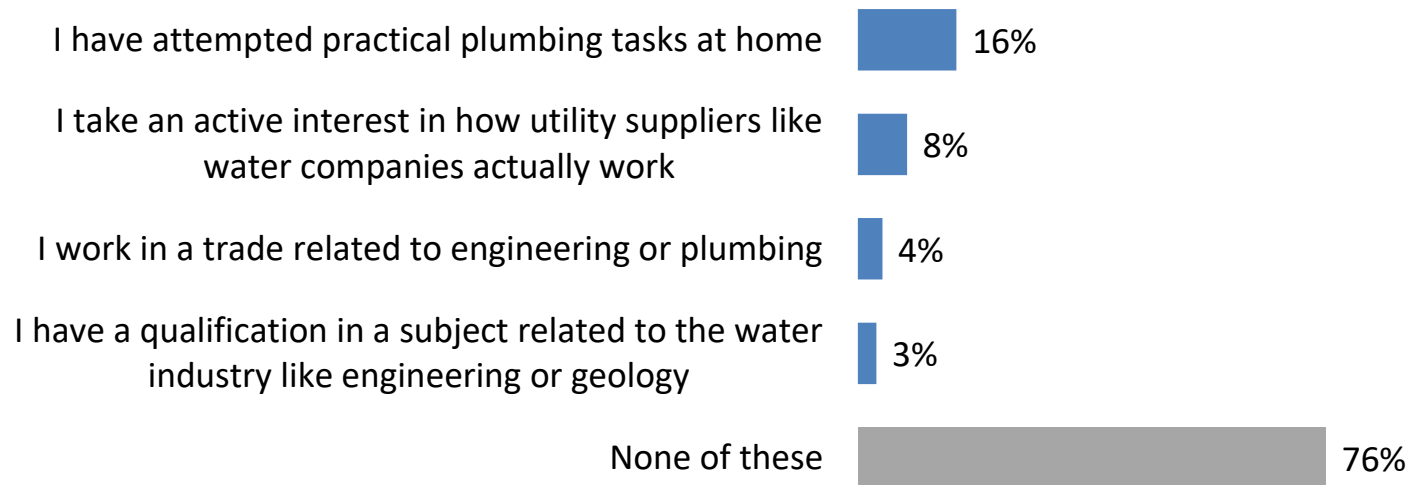 I have attempted practical plumbing tasks at home 16%
I take an active interest in how utility suppliers like
water companies actually work 8%
I work in a trade related to engineering or plumbing 4%
I have a qualification in a subject related to the water
industry like engineering or geology 3%
None of these 76%